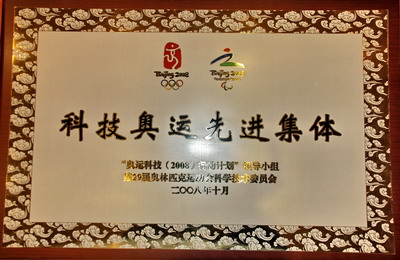 Beijing 2008 Beijing 2008
科技奥运先进集体
"奥运科技(2008)行动计划"领导小组
第29届奥林匹克运动会科学技术委员会
二〇〇八年十月